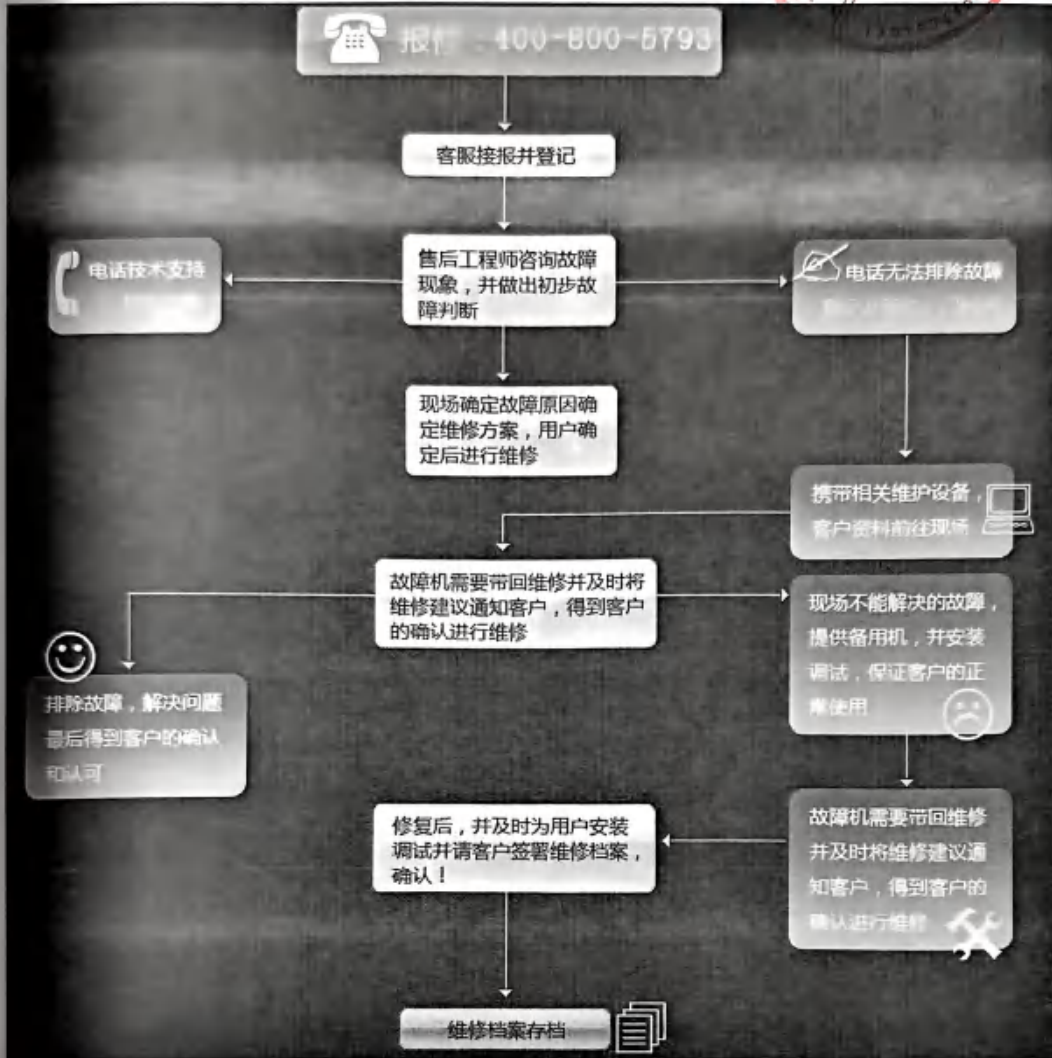 报修:400-800-5793
客服接报并登记
电话技术支持
售后工程师咨询故障
现象，并做出初步故
障判断
电话无法排除故障
现场确定故障原因确
定维修方案，用户确
定后进行维修
携带相关维护设备，
客户资料前往现场
故障机需要带回维修并及时将
维修建议通知客户，得到客户
的确认进行维修
现场不能解决的故障，
提供备用机，并安装
调试，保证客户的正
常使用
排除故障，解决问题
最后得到客户的确认
和认可
修复后，并及时为用户安装
调试并请客户签署维修档案，
确认！
故障机需要带回维修
并及时将维修建议通
知客户，得到客户的
确认进行维修
维修档案存档